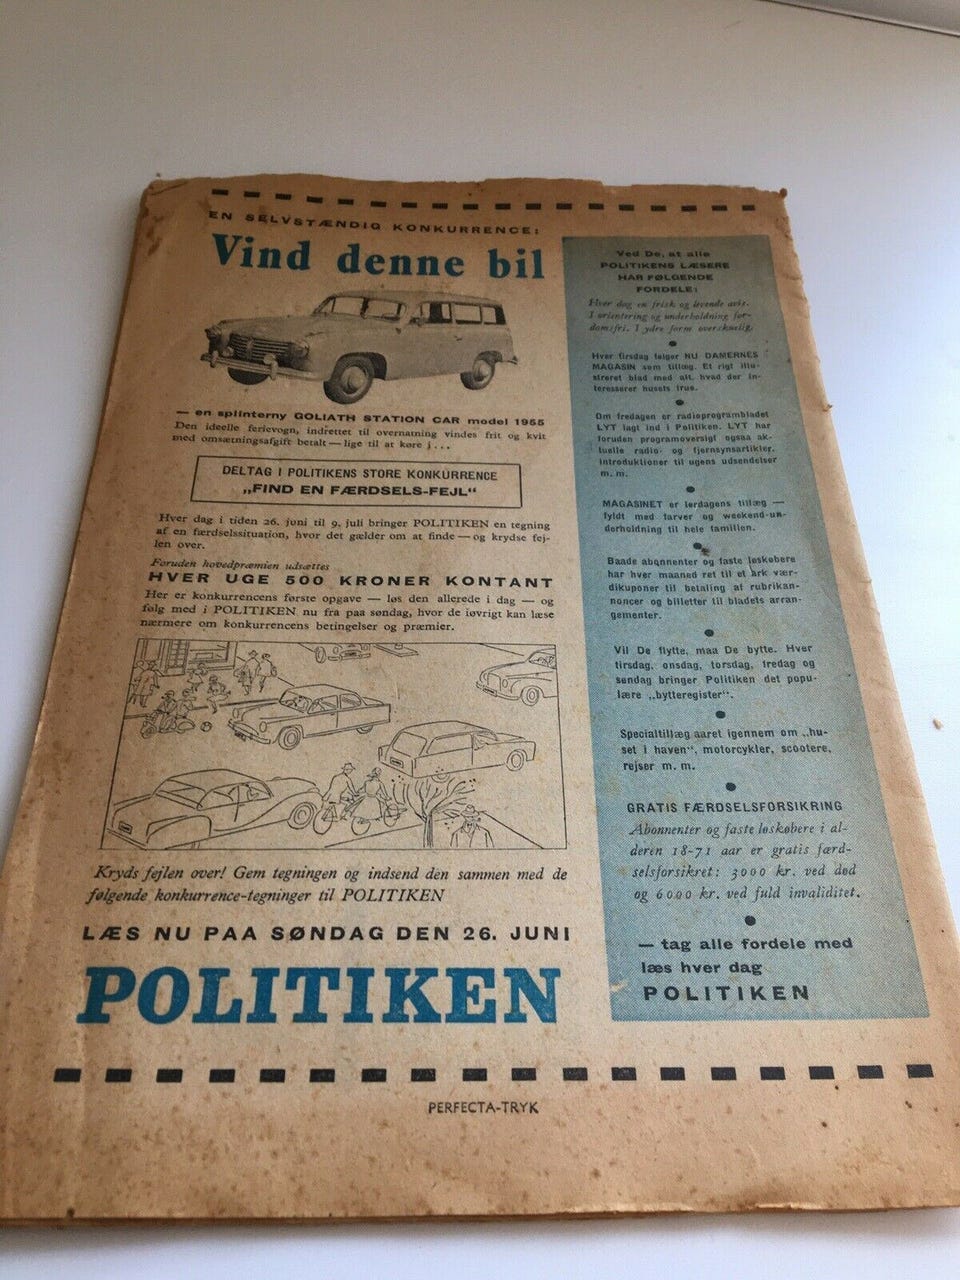 EN SELVSTÆNDIG KONKURRENCE:
Vind denne bil
— en splinterny GOLIATH STATION CAR model 1955
Den ideelle ferievogn, indrettet til overnatning vindes frit og kvit
med omsætningsafgift betalt — lige til at køre i . . .
DELTAG I POLITIKENS STORE KONKURRENCE
„FIND EN FÆRDSELS-FEJL“
Hver dag i tiden 26. juni til 9. juli bringer POLITIKEN en tegning
af en færdselssituation, hvor det gælder om at finde — og krydse fej-
len over.
Foruden hovedpræmien udsættes
HVER UGE 500 KRONER KONTANT
Her er konkurrencens første opgave — løs den allerede i dag — og
følg med i POLITIKEN nu fra paa søndag, hvor De iøvrigt kan læse
nærmere om konkurrencens betingelser og præmier.
Kryds fejlen over! Gem tegningen og indsend den sammen med de
følgende konkurrence-tegninger til POLITIKEN
LÆS NU PAA SØNDAG DEN 26. JUNI
POLITIKEN
Ved De, at alle
POLITIKENS LÆSERE
HAR FØLGENDE
FORDELE:
Hver dag en frisk og levende avis.
I orientering og underholdning for-
domsfri. I ydre form overskuelig.
Hver tirsdag følger NU DAMERNES
MAGASIN som tillæg. Et rigt illu-
streret blad med alt, hvad der in-
teresserer husets frue.
Om fredagen er radioprogrambladet
LYT lagt ind i Politiken. LYT har
foruden programoversigt ogsaa ak-
tuelle radio- og fjernsynsartikler,
introduktioner til ugens udsendelser
m. m.
MAGASINET er lørdagens tillæg —
fyldt med farver og weekend-un-
derholdning til hele familien.
Baade abonnenter og faste løskøbere
har hver maaned ret til et ark vær-
dikuponer til betaling af rubrikan-
noncer og billetter til bladets arran-
gementer.
Vil De flytte, maa De bytte. Hver
tirsdag, onsdag, torsdag, fredag og
søndag bringer Politiken det popu-
lære „bytteregister“.
Specialtillæg aaret igennem om „hu-
set i haven“, motorcykler, scootere,
rejser m. m.
GRATIS FÆRDSELSFORSIKRING
Abonnenter og faste løskøbere i al-
deren 18-71 aar er gratis færd-
selsforsikret: 3000 kr. ved død
og 6000 kr. ved fuld invaliditet.
— tag alle fordele med
læs hver dag
POLITIKEN
PERFECTA-TRYK